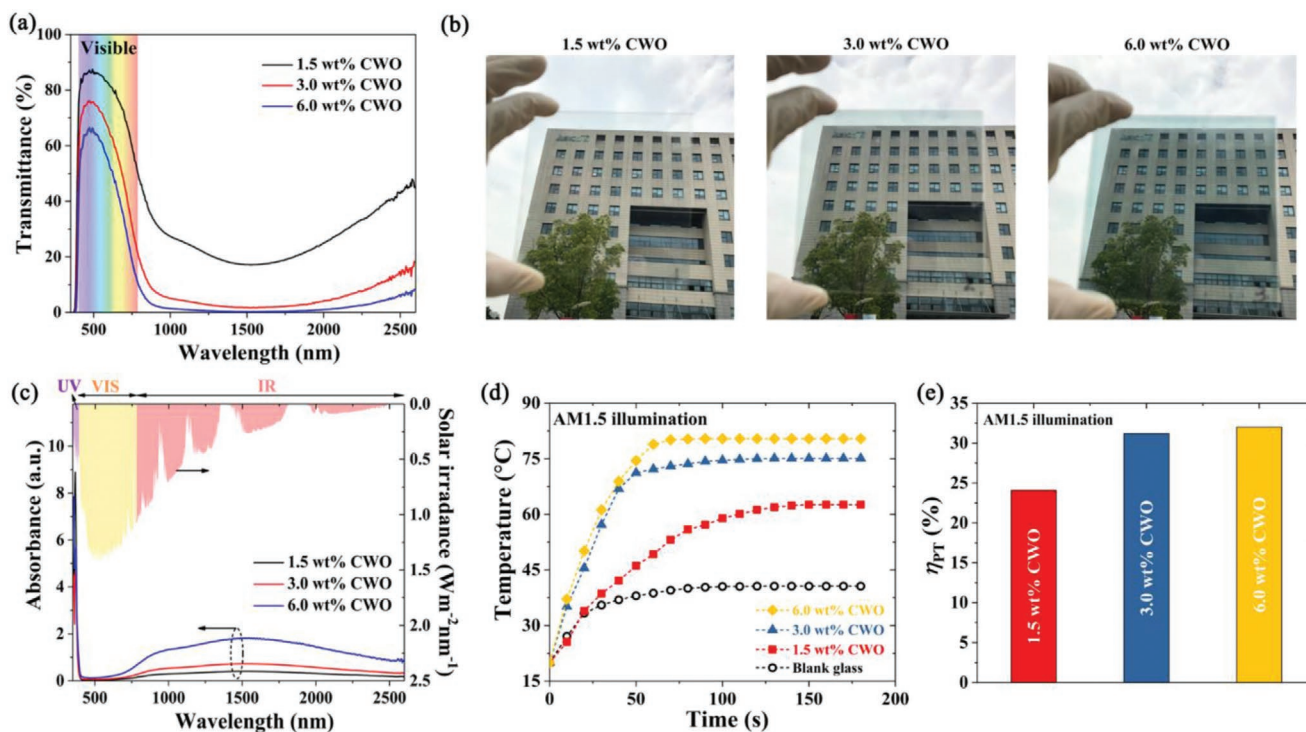 (a)
100
80
60
40
20
0
Transmittance (%)
Visible
1.5 wt% CWO
3.0 wt% CWO
6.0 wt% CWO
500 1000 1500 2000 2500
Wavelength (nm)
(b)
1.5 wt% CWO 3.0 wt% CWO 6.0 wt% CWO
(c)
UV VIS IR
10
8
6
4
2
0
Absorbance (a.u.)
0.0
0.5
1.0
1.5
2.0
2.5
Solar irradiance (Wm⁻²nm⁻¹)
1.5 wt% CWO
3.0 wt% CWO
6.0 wt% CWO
500 1000 1500 2000 2500
Wavelength (nm)
(d)
90
75
60
45
30
15
Temperature (°C)
AM1.5 illumination
6.0 wt% CWO
3.0 wt% CWO
1.5 wt% CWO
Blank glass
0 50 100 150 200
Time (s)
(e)
35
30
25
20
15
10
5
0
ηPT (%)
AM1.5 illumination
1.5 wt% CWO
3.0 wt% CWO
6.0 wt% CWO